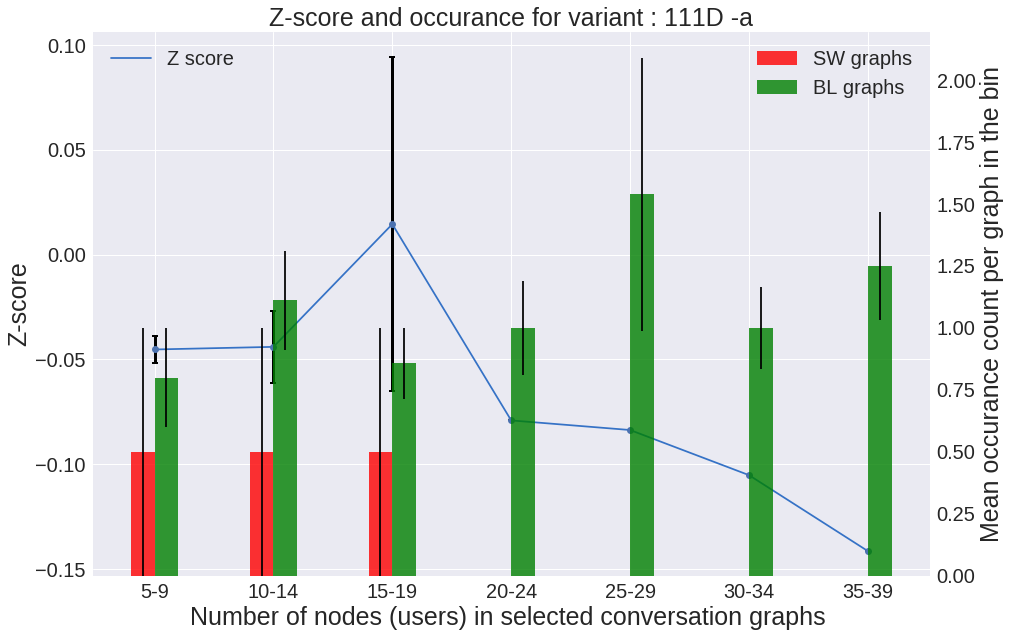 Z-score and occurance for variant : 111D -a
Z score
SW graphs
BL graphs
Z-score
0.10
0.05
0.00
−0.05
−0.10
−0.15
Mean occurance count per graph in the bin
2.00
1.75
1.50
1.25
1.00
0.75
0.50
0.25
0.00
5-9 10-14 15-19 20-24 25-29 30-34 35-39
Number of nodes (users) in selected conversation graphs